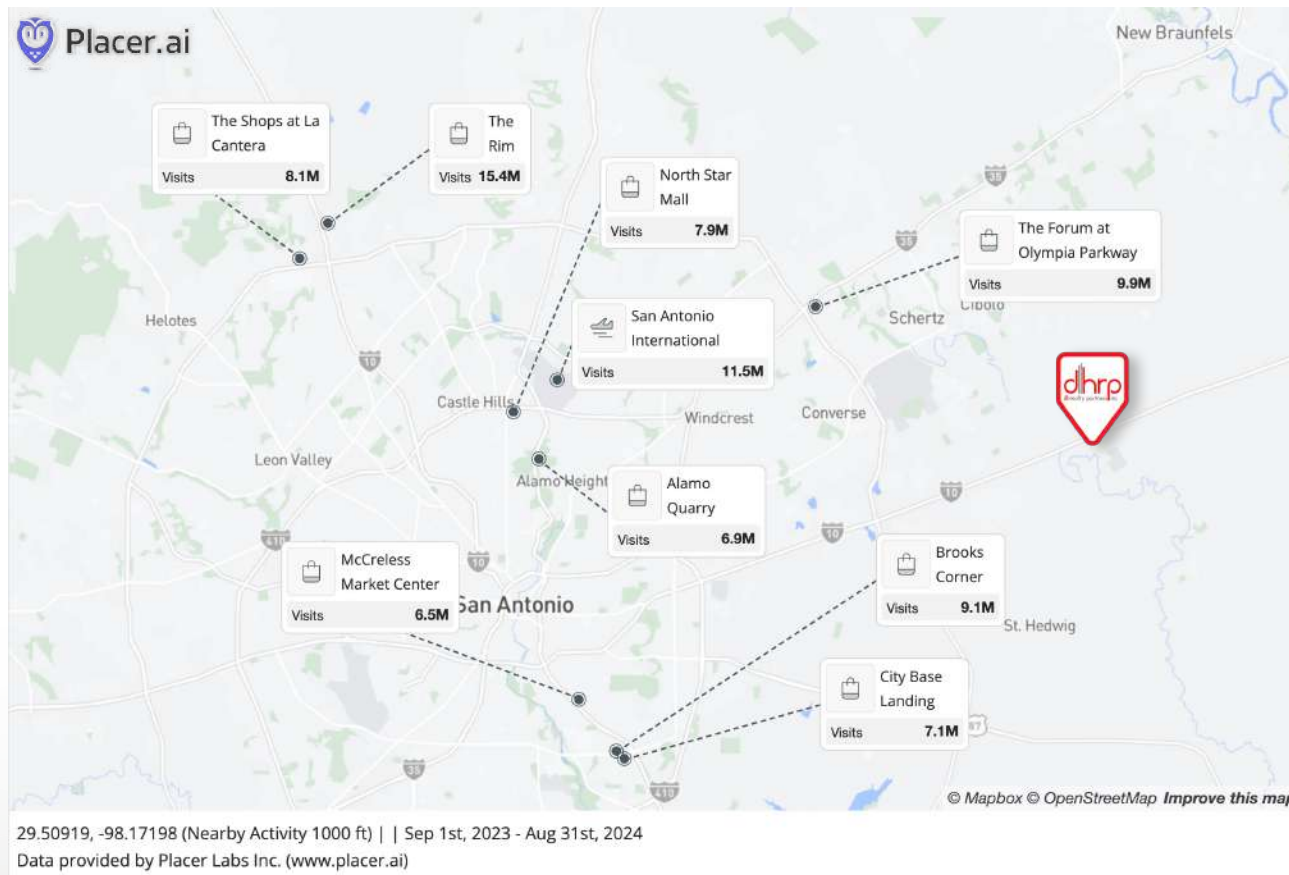 Placer.ai
New Braunfels
The Shops at La
Cantera
Visits 8.1M
The
Rim
Visits 15.4M
North Star
Mall
Visits 7.9M
35
The Forum at
Olympia Parkway
Visits 9.9M
35
Cibolo
Schertz
Helotes
San Antonio
International
Visits 11.5M
10
dhrp
Castle Hills
Windcrest
Converse
Leon Valley
Alamo Height
Alamo
Quarry
Visits 6.9M
10
10
410
10
McCreless
Market Center
Visits 6.5M
San Antonio
Brooks
Corner
Visits 9.1M
St. Hedwig
City Base
Landing
Visits 7.1M
87
35
410
© Mapbox © OpenStreetMap Improve this map
29.50919, -98.17198 (Nearby Activity 1000 ft) | | Sep 1st, 2023 - Aug 31st, 2024
Data provided by Placer Labs Inc. (www.placer.ai)